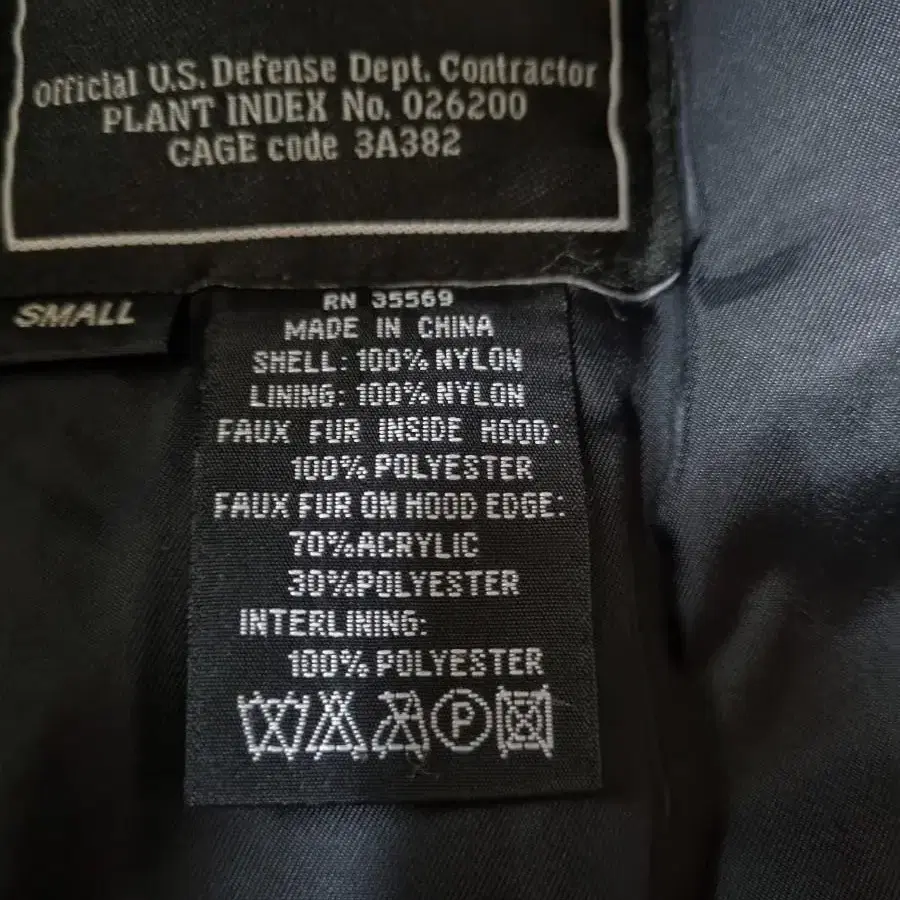 Official U.S. Defense Dept. Contractor
PLANT INDEX No. 026200
CAGE code 3A382
SMALL
RN 35569
MADE IN CHINA
SHELL: 100% NYLON
LINING: 100% NYLON
FAUX FUR INSIDE HOOD:
100% POLYESTER
FAUX FUR ON HOOD EDGE:
70%ACRYLIC
30%POLYESTER
INTERLINING:
100% POLYESTER
P